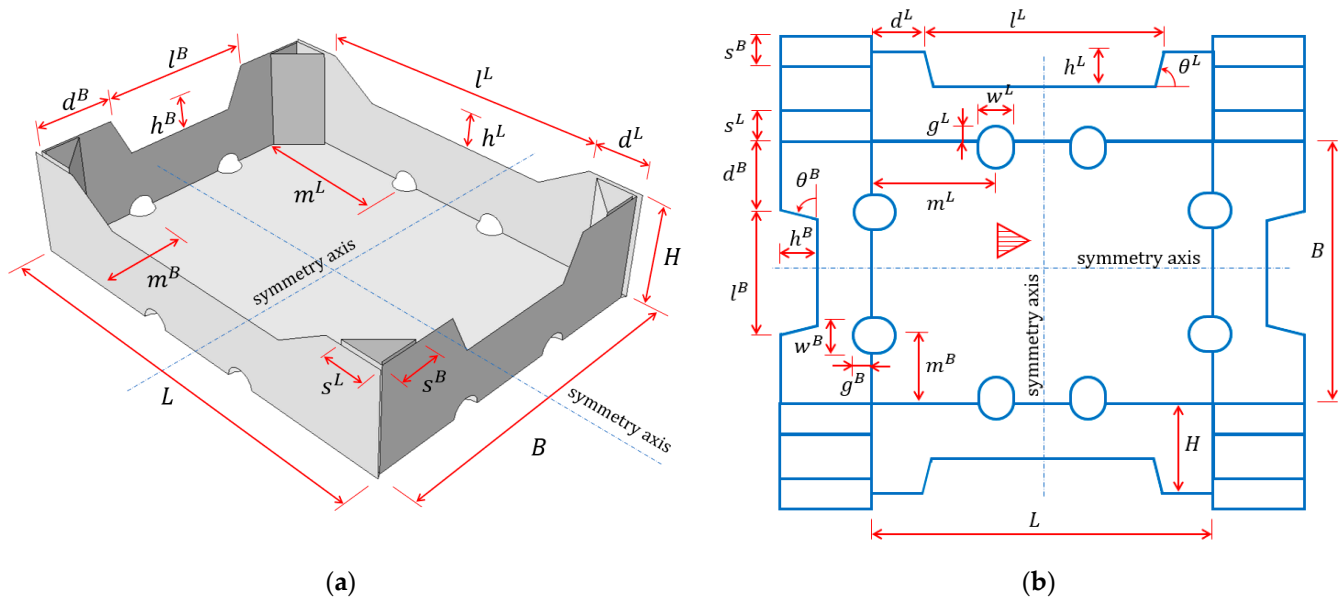 l^B
d^B
h^B
l^L
h^L
d^L
m^L
H
m^B
symmetry axis
s^L
s^B
symmetry axis
L
B
(a)
d^L
l^L
s^B
h^L
θ^L
w^L
s^L
g^L
d^B
θ^B
m^L
h^B
symmetry axis
B
l^B
symmetry axis
w^B
m^B
g^B
H
L
(b)